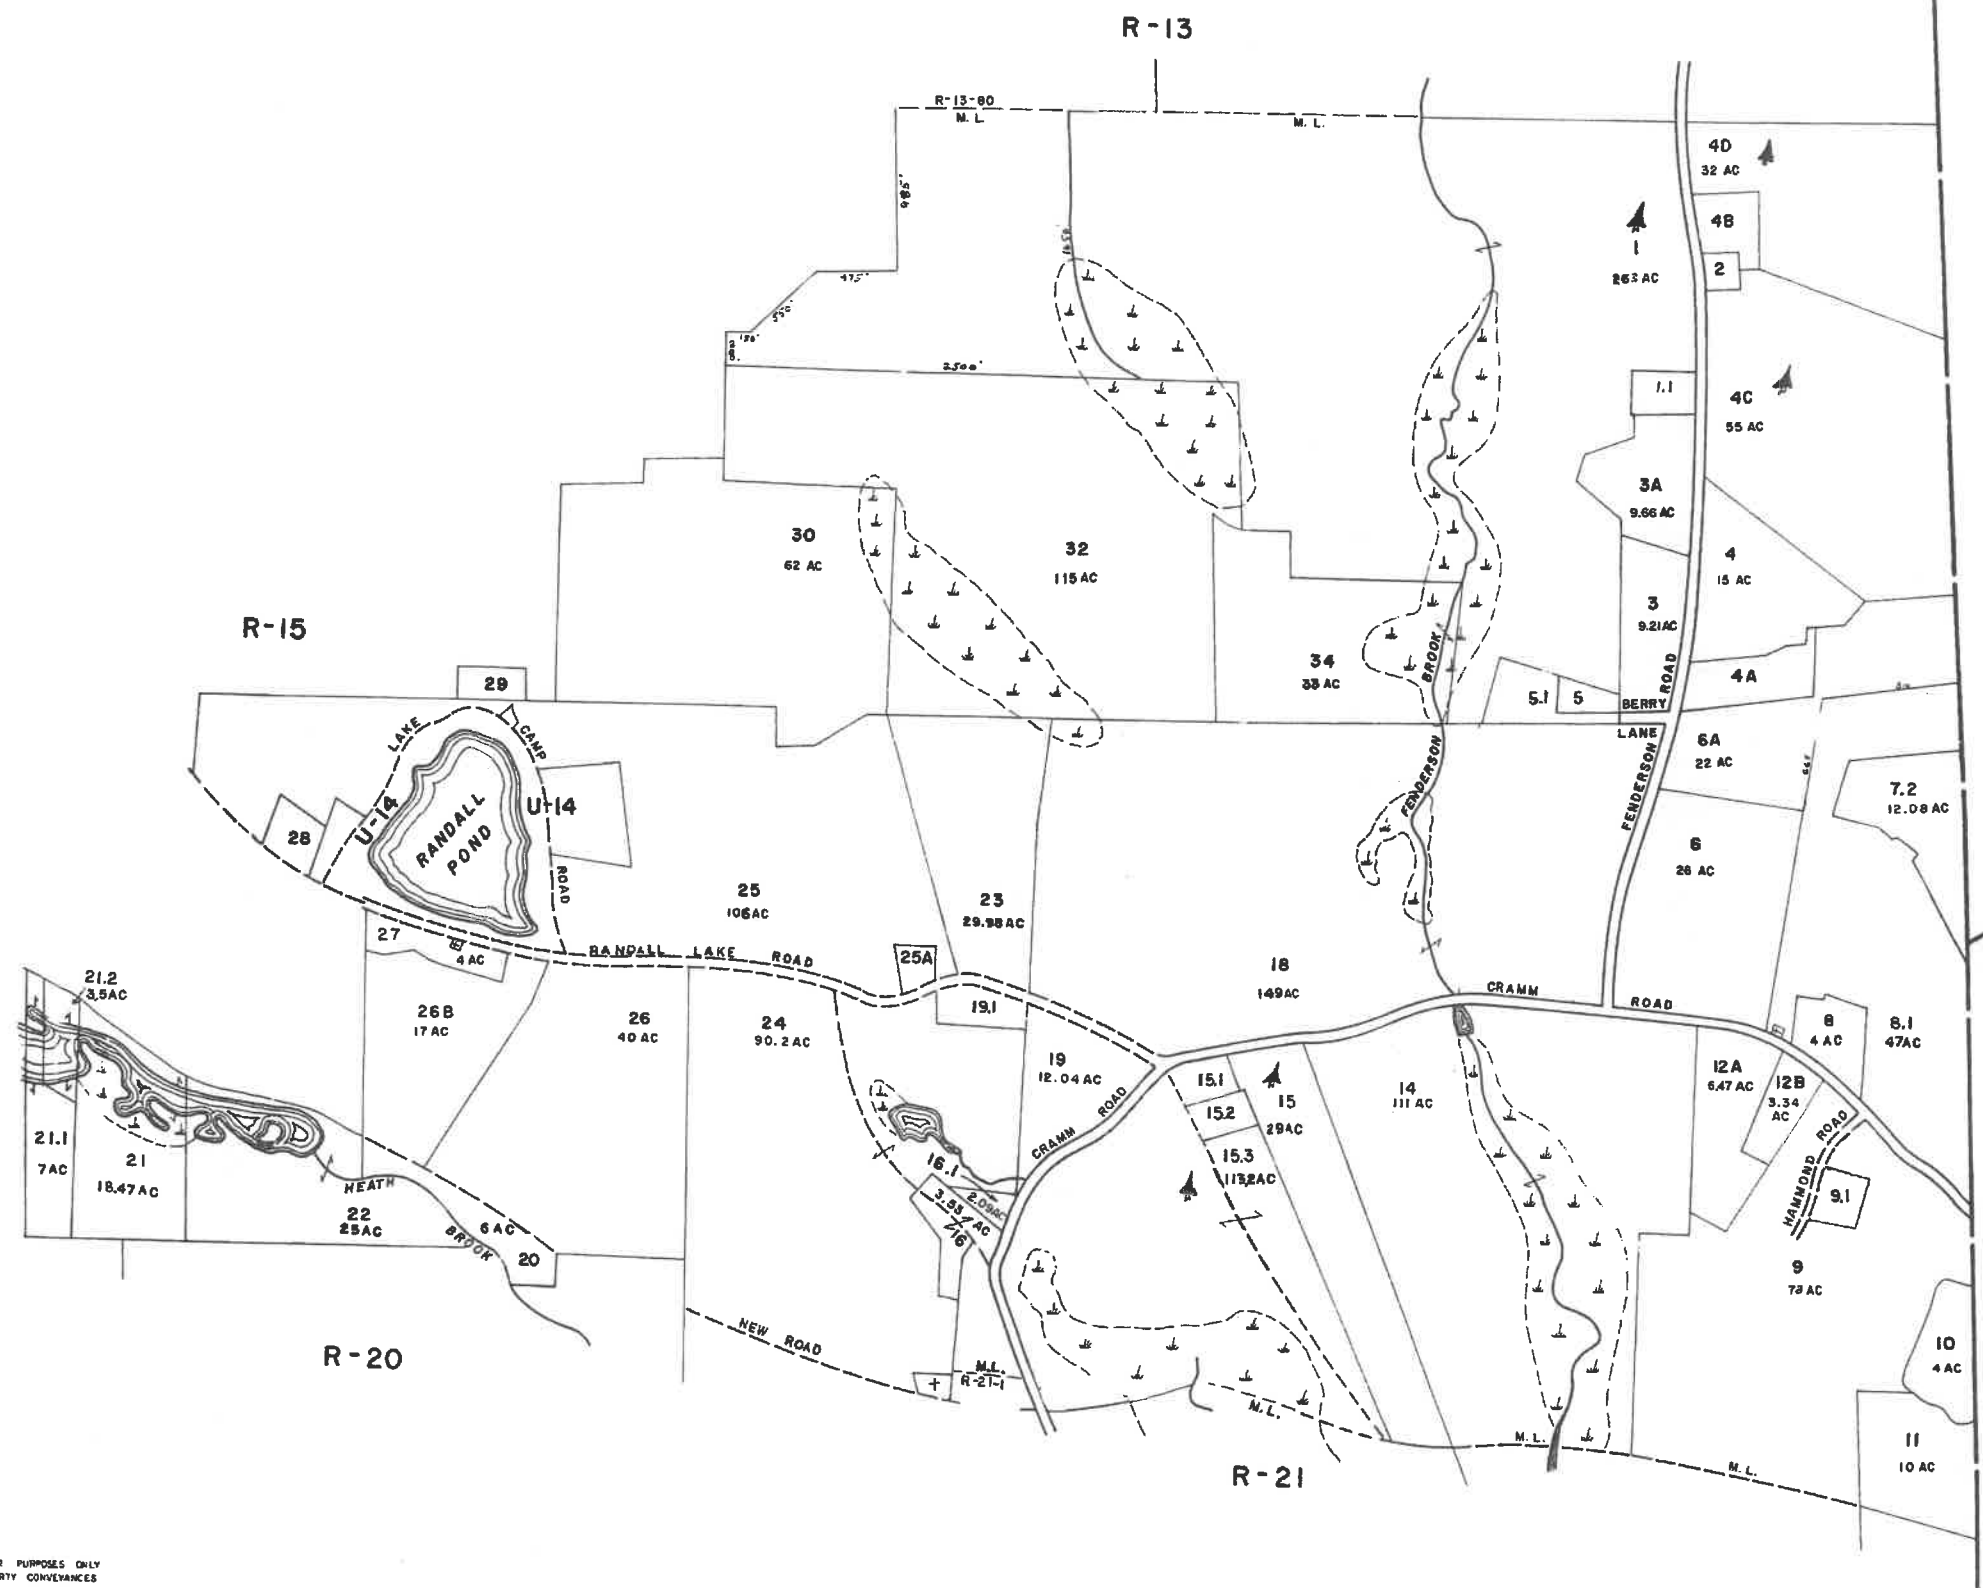 R-13
R-13-80
M. L.
M. L.
4D
32 AC
985'
4B
1
263 AC
2
475'
550'
150'
2500'
1.1
4C
55 AC
3A
9.66 AC
30
62 AC
32
115 AC
4
15 AC
3
9.21 AC
R-15
34
33 AC
BROOK
29
5.1
5
BERRY
LANE
ROAD
4A
LAKE
CAMP
ROAD
FENDERSON
FENDERSON
6A
22 AC
7.2
12.08 AC
U-14
U-14
RANDALL
POND
28
6
26 AC
25
106 AC
23
29.98 AC
27
4 AC
RANDALL LAKE ROAD
25A
18
149 AC
21.2
3.5 AC
CRAMM
ROAD
26B
17 AC
26
40 AC
24
90.2 AC
19.1
8
4 AC
8.1
47 AC
19
12.04 AC
15.1
15
29 AC
15.2
14
111 AC
12A
6.47 AC
12B
3.34
AC
CRAMM
ROAD
HAMMOND
ROAD
21.1
7 AC
21
18.47 AC
HEATH
BROOK
16.1
2.09 AC
3.55 AC
16
15.3
113.2 AC
9.1
22
25 AC
6 AC
20
9
73 AC
R-20
NEW ROAD
M.L.
R-21-1
10
4 AC
M. L.
M. L.
M. L.
11
10 AC
R-21
PURPOSES ONLY
CONVEYANCES